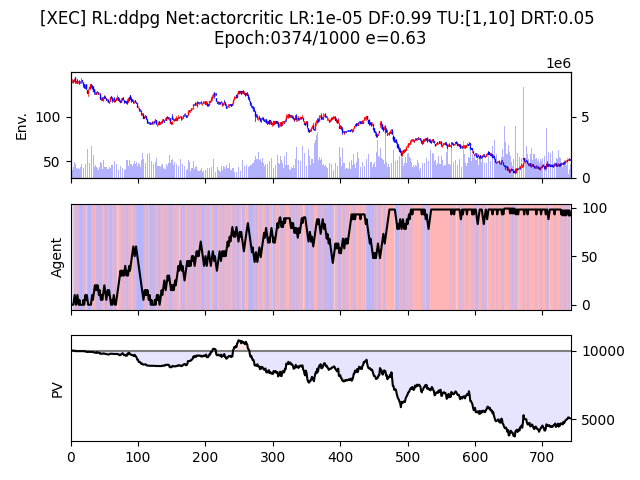 [XEC] RL:ddpg Net:actorcritic LR:1e-05 DF:0.99 TU:[1,10] DRT:0.05
Epoch:0374/1000 e=0.63
1e6
Env.
100
50
5
0
Agent
100
50
0
PV
10000
5000
0 100 200 300 400 500 600 700